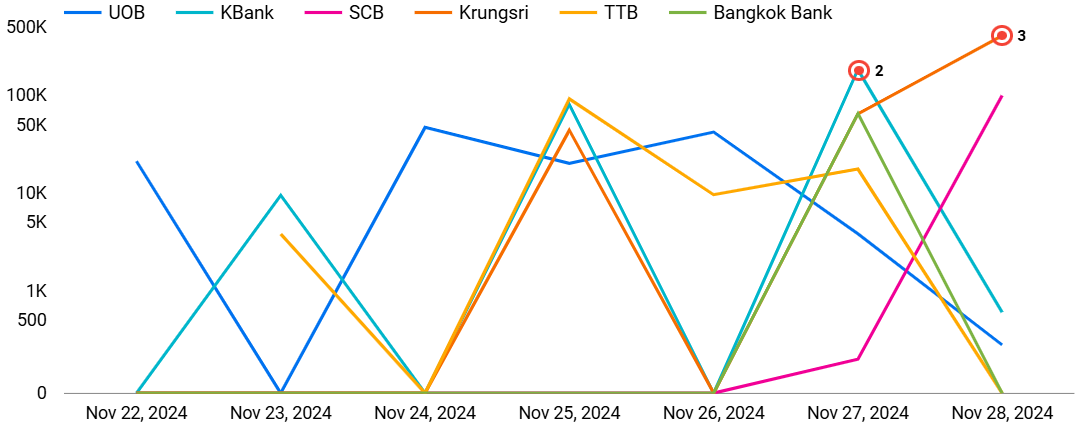 UOB KBank SCB Krungsri TTB Bangkok Bank
500K
3
2
100K
50K
10K
5K
1K
500
0
Nov 22, 2024 Nov 23, 2024 Nov 24, 2024 Nov 25, 2024 Nov 26, 2024 Nov 27, 2024 Nov 28, 2024